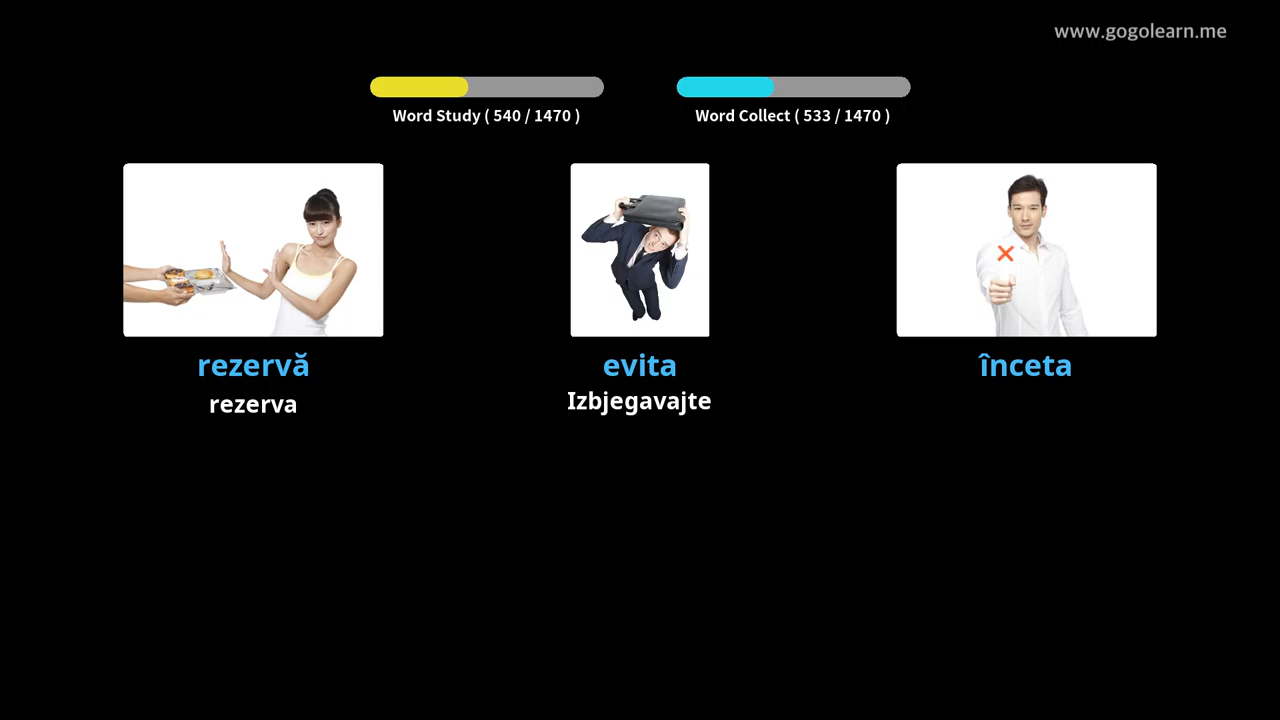 www.gogolearn.me
Word Study ( 540 / 1470 )
Word Collect ( 533 / 1470 )
rezervă
evita
înceta
rezerva
Izbjegavajte